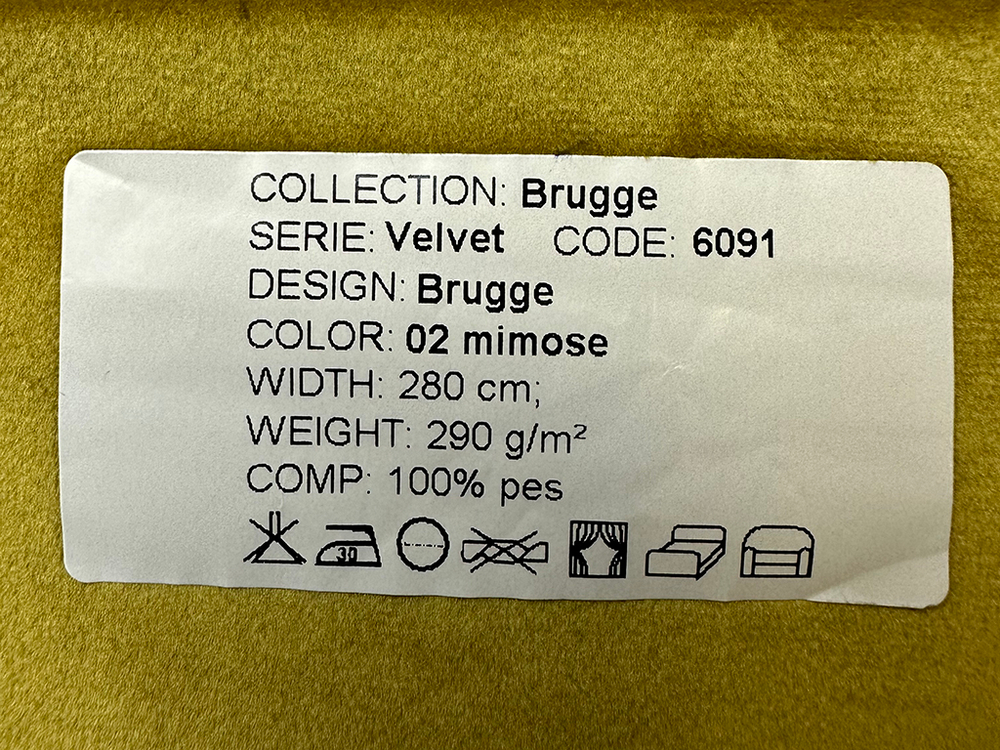 COLLECTION: Brugge
SERIE: Velvet CODE: 6091
DESIGN: Brugge
COLOR: 02 mimose
WIDTH: 280 cm;
WEIGHT: 290 g/m²
COMP: 100% pes
30